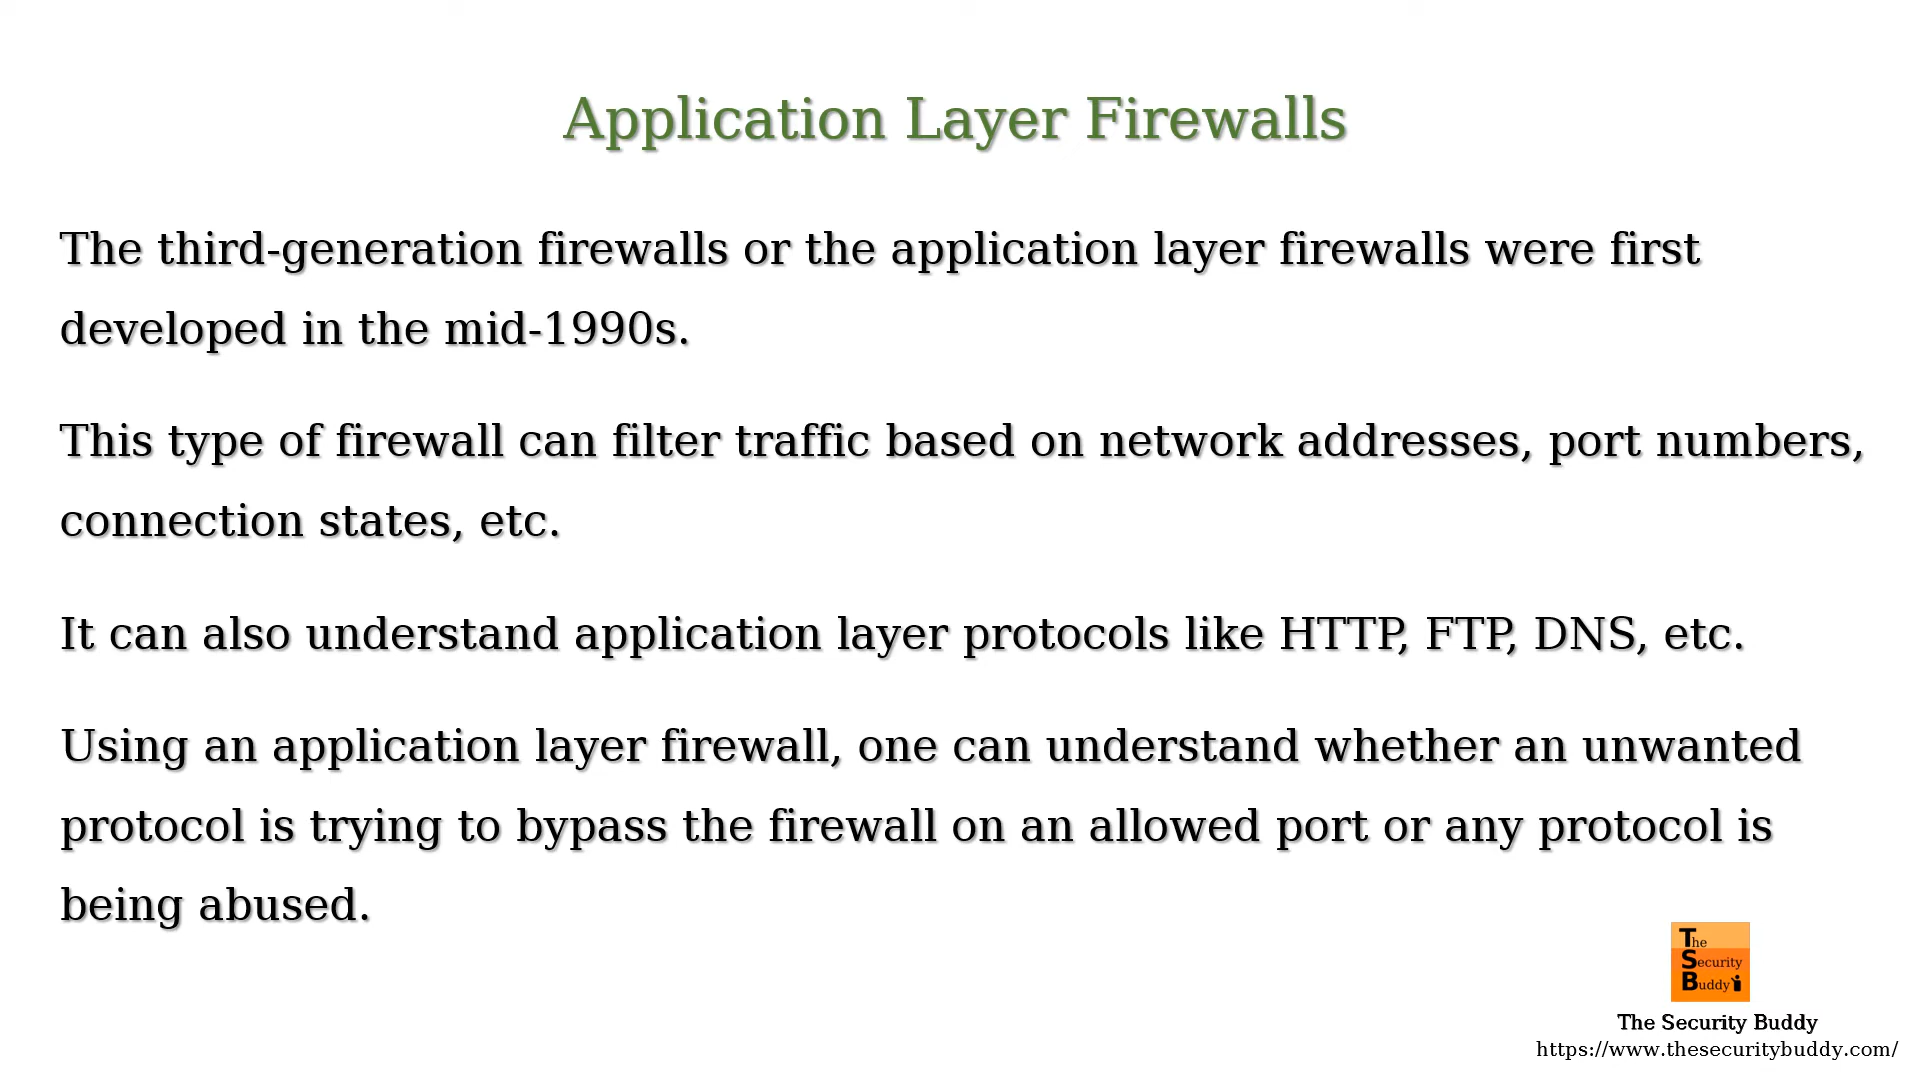 Application Layer Firewalls
The third-generation firewalls or the application layer firewalls were first
developed in the mid-1990s.
This type of firewall can filter traffic based on network addresses, port numbers,
connection states, etc.
It can also understand application layer protocols like HTTP, FTP, DNS, etc.
Using an application layer firewall, one can understand whether an unwanted
protocol is trying to bypass the firewall on an allowed port or any protocol is
being abused.
The
Security
Buddy
The Security Buddy
https://www.thesecuritybuddy.com/